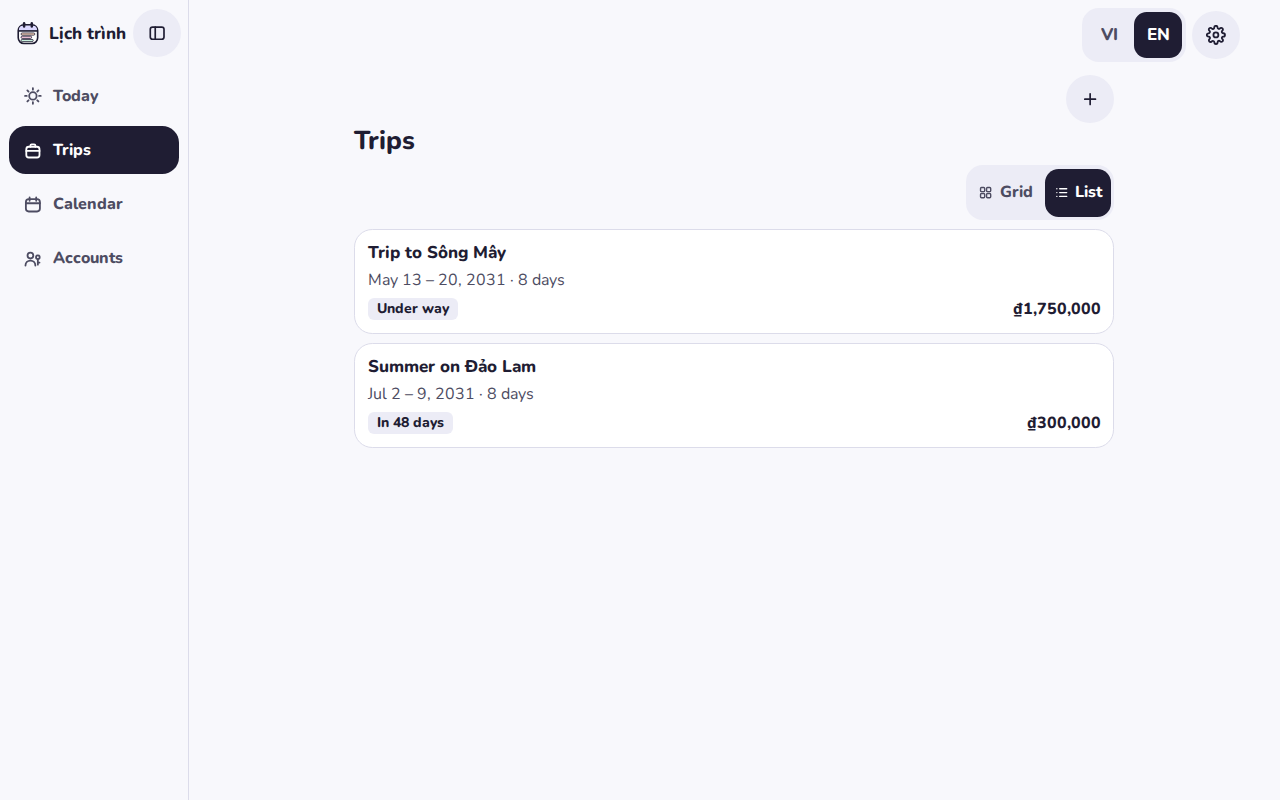 Lịch trình
VI
EN
Today
Trips
Calendar
Accounts
Trips
Grid
List
Trip to Sông Mây
May 13 – 20, 2031 · 8 days
Under way
₫1,750,000
Summer on Đảo Lam
Jul 2 – 9, 2031 · 8 days
In 48 days
₫300,000